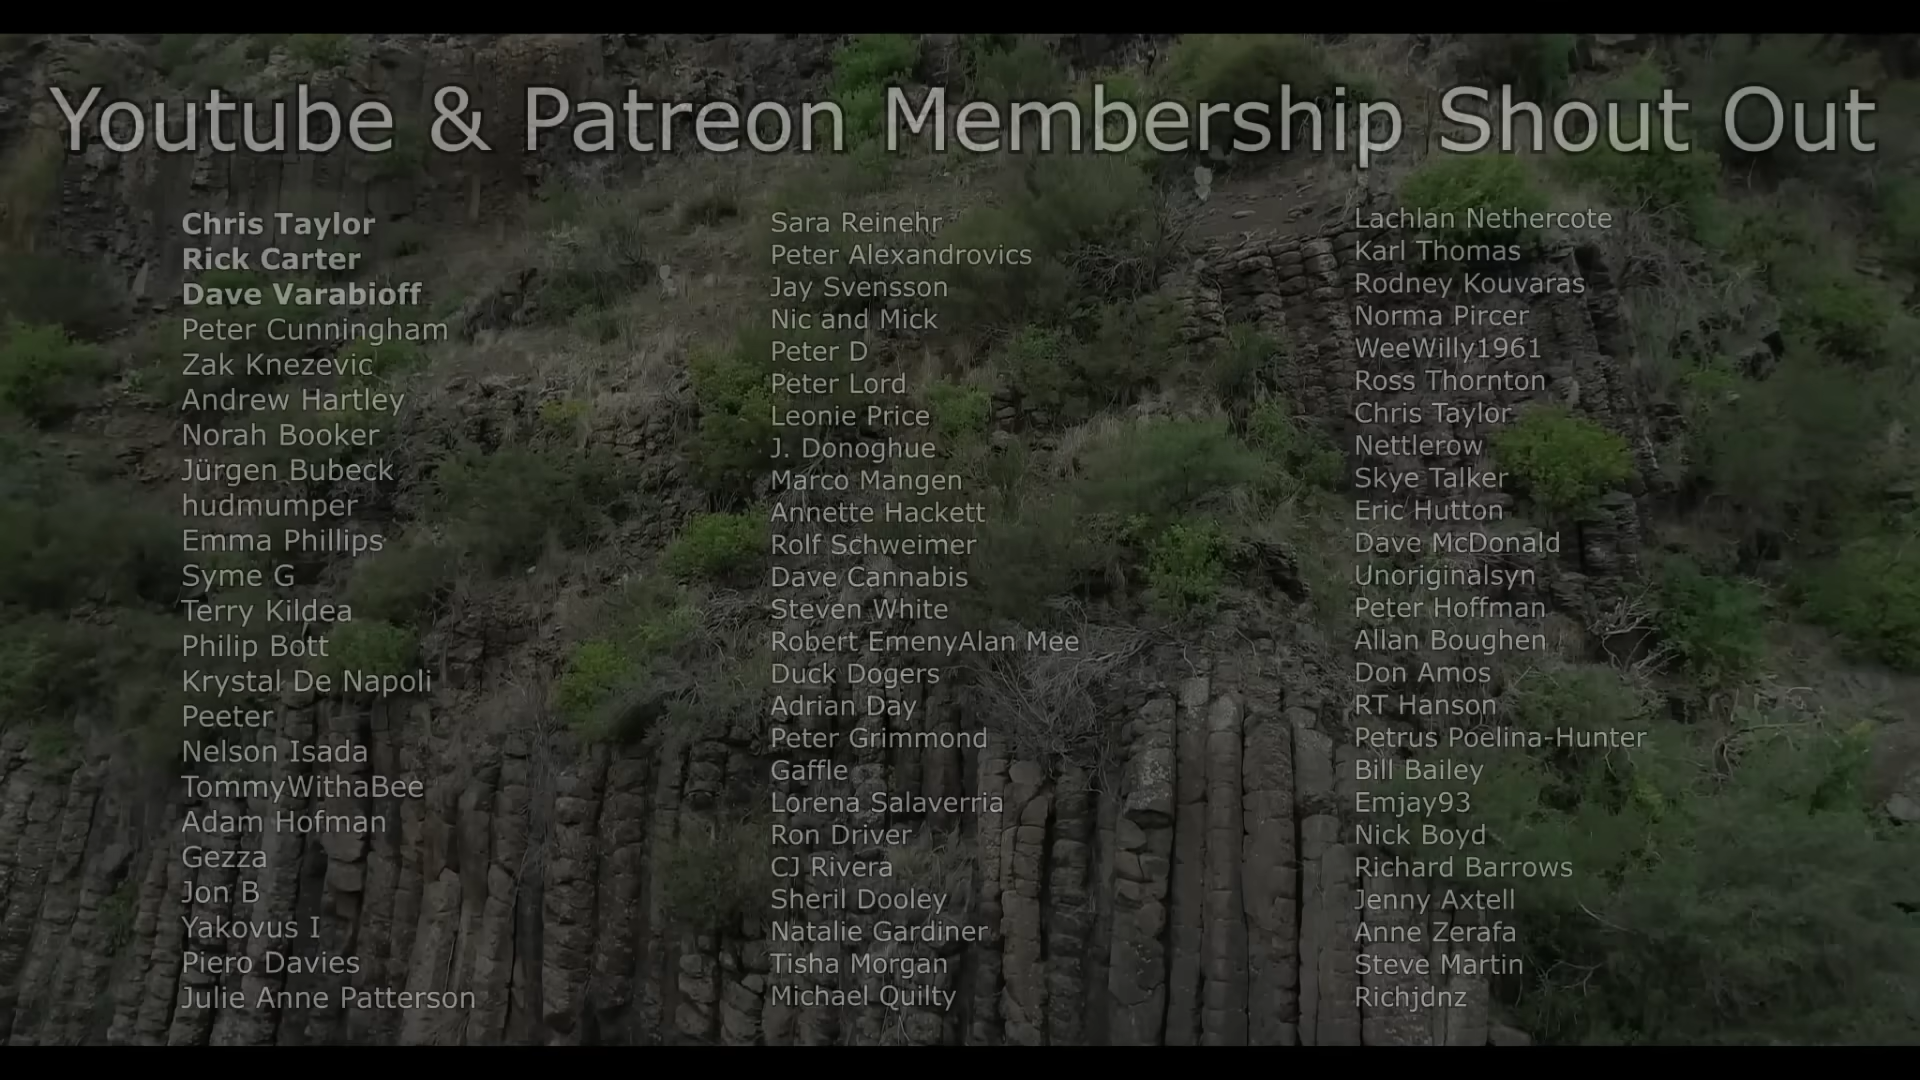 Youtube & Patreon Membership Shout Out
Chris Taylor
Rick Carter
Dave Varabioff
Peter Cunningham
Zak Knezevic
Andrew Hartley
Norah Booker
Jürgen Bubeck
hudmumper
Emma Phillips
Syme G
Terry Kildea
Philip Bott
Krystal De Napoli
Peeter
Nelson Isada
TommyWithaBee
Adam Hofman
Gezza
Jon B
Yakovus I
Piero Davies
Julie Anne Patterson
Sara Reinehr
Peter Alexandrovics
Jay Svensson
Nic and Mick
Peter D
Peter Lord
Leonie Price
J. Donoghue
Marco Mangen
Annette Hackett
Rolf Schweimer
Dave Cannabis
Steven White
Robert EmenyAlan Mee
Duck Dogers
Adrian Day
Peter Grimmond
Gaffle
Lorena Salaverria
Ron Driver
CJ Rivera
Sheril Dooley
Natalie Gardiner
Tisha Morgan
Michael Quilty
Lachlan Nethercote
Karl Thomas
Rodney Kouvaras
Norma Pircer
WeeWilly1961
Ross Thornton
Chris Taylor
Nettlerow
Skye Talker
Eric Hutton
Dave McDonald
Unoriginalsyn
Peter Hoffman
Allan Boughen
Don Amos
RT Hanson
Petrus Poelina-Hunter
Bill Bailey
Emjay93
Nick Boyd
Richard Barrows
Jenny Axtell
Anne Zerafa
Steve Martin
Richjdnz